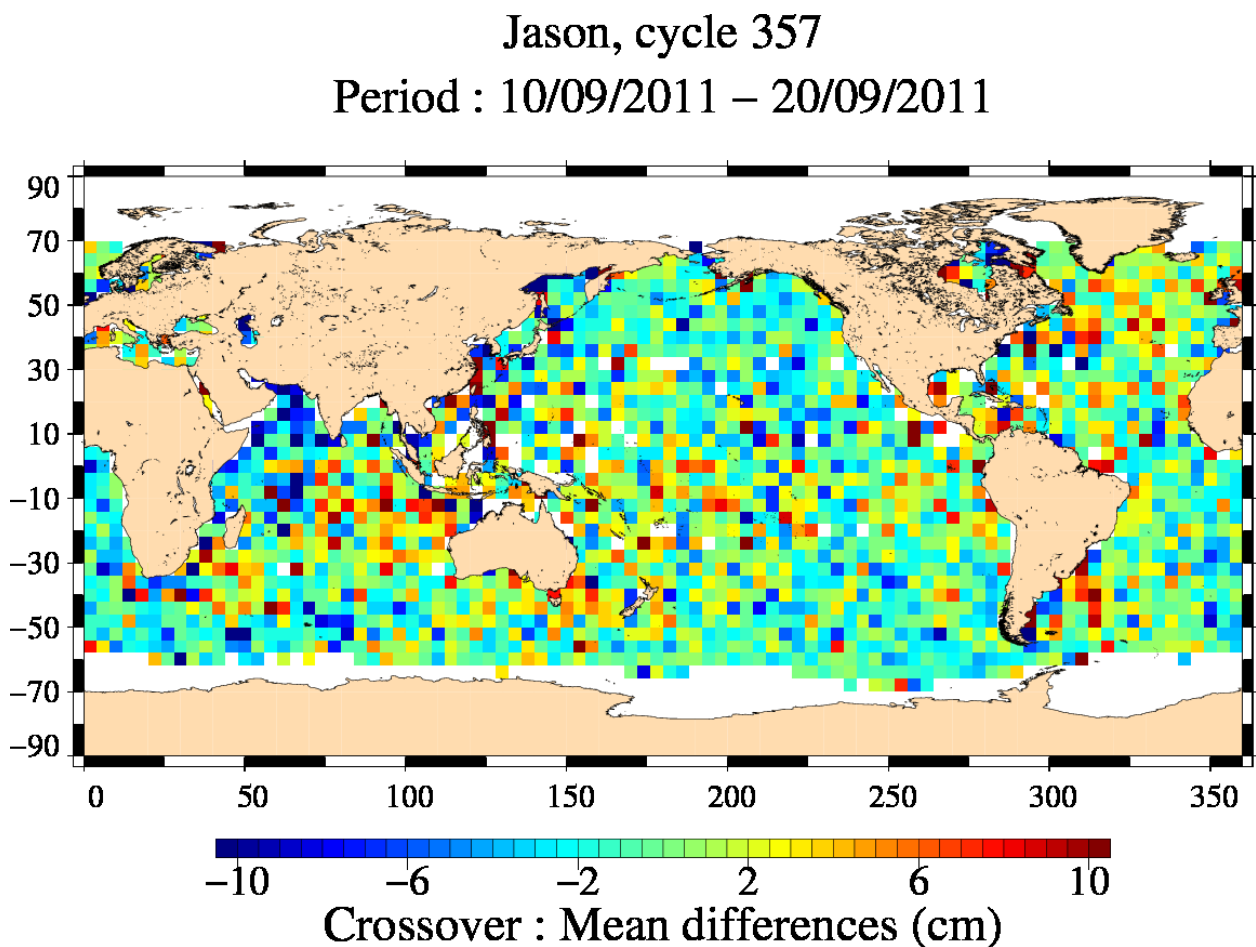 Jason, cycle 357
Period : 10/09/2011 – 20/09/2011
90
70
50
30
10
−10
−30
−50
−70
−90
0 50 100 150 200 250 300 350
−10 −6 −2 2 6 10
Crossover : Mean differences (cm)